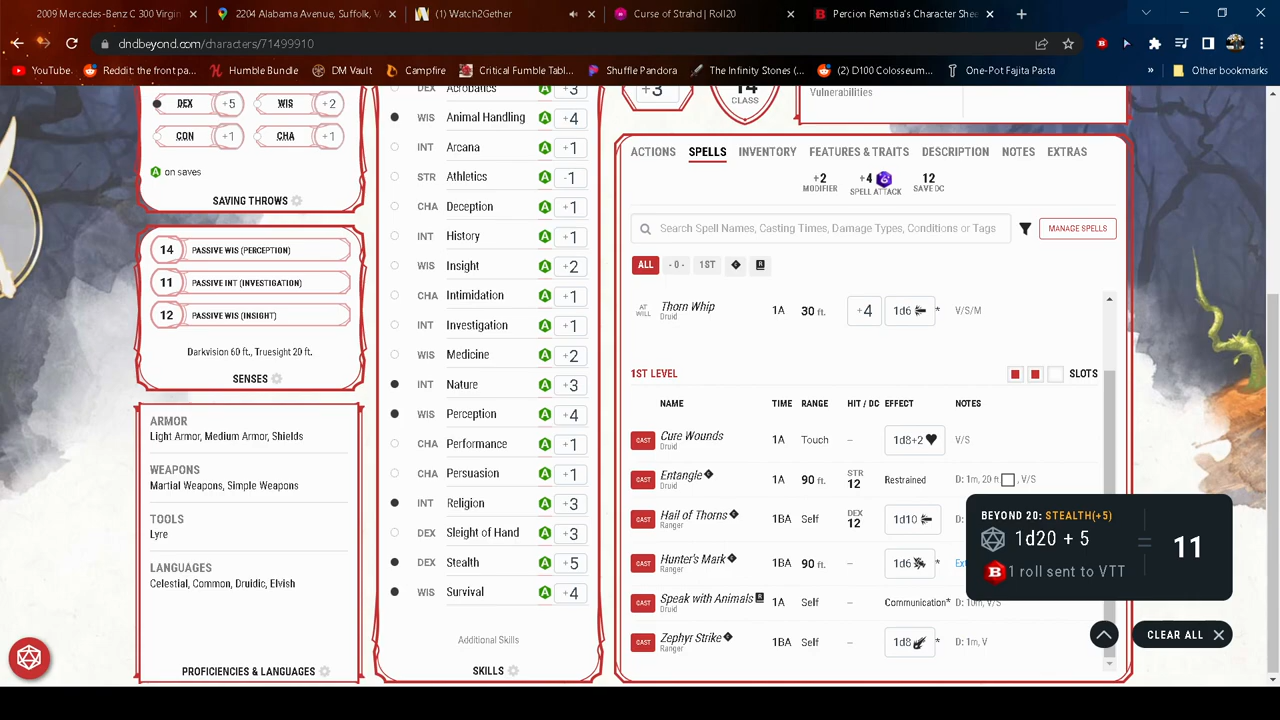 2009 Mercedes-Benz C 300 Virgin
2204 Alabama Avenue, Suffolk, V
(1) Watch2Gether
Curse of Strahd | Roll20
Percion Remstia's Character She
dndbeyond.com/characters/71499910
YouTube
Reddit: the front pa...
Humble Bundle
DM Vault
Campfire
Critical Fumble Tabl...
Shuffle Pandora
The Infinity Stones (...
(2) D100 Colosseum...
One-Pot Fajita Pasta
»
Other bookmarks
DEX +5 WIS +2
CON +1 CHA +1
A on saves
SAVING THROWS
14 PASSIVE WIS (PERCEPTION)
11 PASSIVE INT (INVESTIGATION)
12 PASSIVE WIS (INSIGHT)
Darkvision 60 ft., Truesight 20 ft.
SENSES
ARMOR
Light Armor, Medium Armor, Shields
WEAPONS
Martial Weapons, Simple Weapons
TOOLS
Lyre
LANGUAGES
Celestial, Common, Druidic, Elvish
PROFICIENCIES & LANGUAGES
DEX Acrobatics A +3
WIS Animal Handling A +4
INT Arcana A +1
STR Athletics A -1
CHA Deception A +1
INT History A +1
WIS Insight A +2
CHA Intimidation A +1
INT Investigation A +1
WIS Medicine A +2
INT Nature A +3
WIS Perception A +4
CHA Performance A +1
CHA Persuasion A +1
INT Religion A +3
DEX Sleight of Hand A +3
DEX Stealth A +5
WIS Survival A +4
Additional Skills
SKILLS
+3
14
CLASS
Vulnerabilities
ACTIONS SPELLS INVENTORY FEATURES & TRAITS DESCRIPTION NOTES EXTRAS
+2 +4 12
MODIFIER SPELL ATTACK SAVE DC
Search Spell Names, Casting Times, Damage Types, Conditions or Tags
MANAGE SPELLS
ALL - 0 - 1ST R
AT WILL Thorn Whip 1A 30 ft. +4 1d6 * V/S/M
Druid
1ST LEVEL SLOTS
NAME TIME RANGE HIT / DC EFFECT NOTES
CAST Cure Wounds 1A Touch – 1d8+2 V/S
Druid
CAST Entangle 1A 90 ft. STR 12 Restrained D: 1m, 20 ft , V/S
Druid
CAST Hail of Thorns 1BA Self DEX 12 1d10 D:
Ranger
CAST Hunter's Mark 1BA 90 ft. – 1d6 *
Ranger
CAST Speak with Animals R 1A Self – Communication* D: 10m, V/S
Druid
CAST Zephyr Strike 1BA Self – 1d8 * D: 1m, V
Ranger
BEYOND 20: STEALTH(+5)
1d20 + 5 = 11
B 1 roll sent to VTT
CLEAR ALL